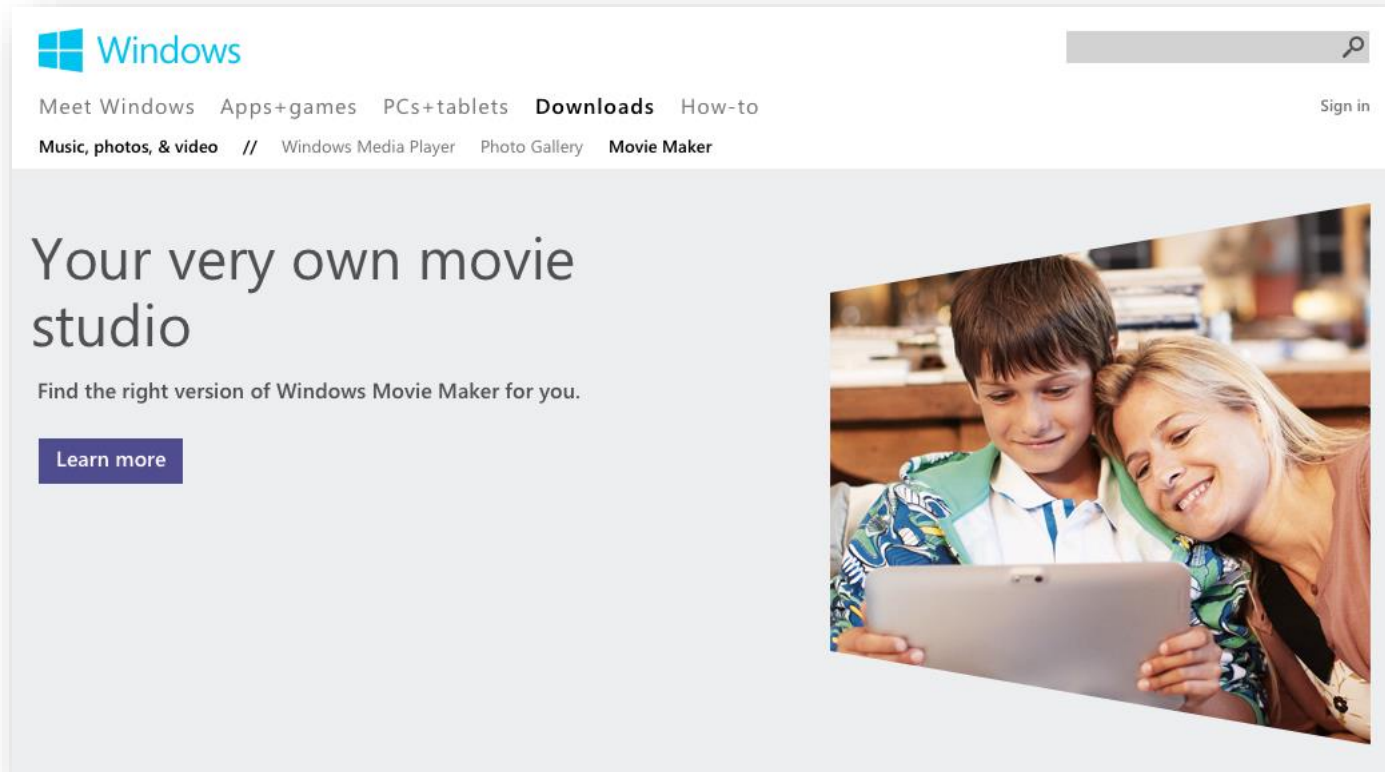 Windows
Meet Windows Apps+games PCs+tablets Downloads How-to Sign in
Music, photos, & video // Windows Media Player Photo Gallery Movie Maker
Your very own movie
studio
Find the right version of Windows Movie Maker for you.
Learn more